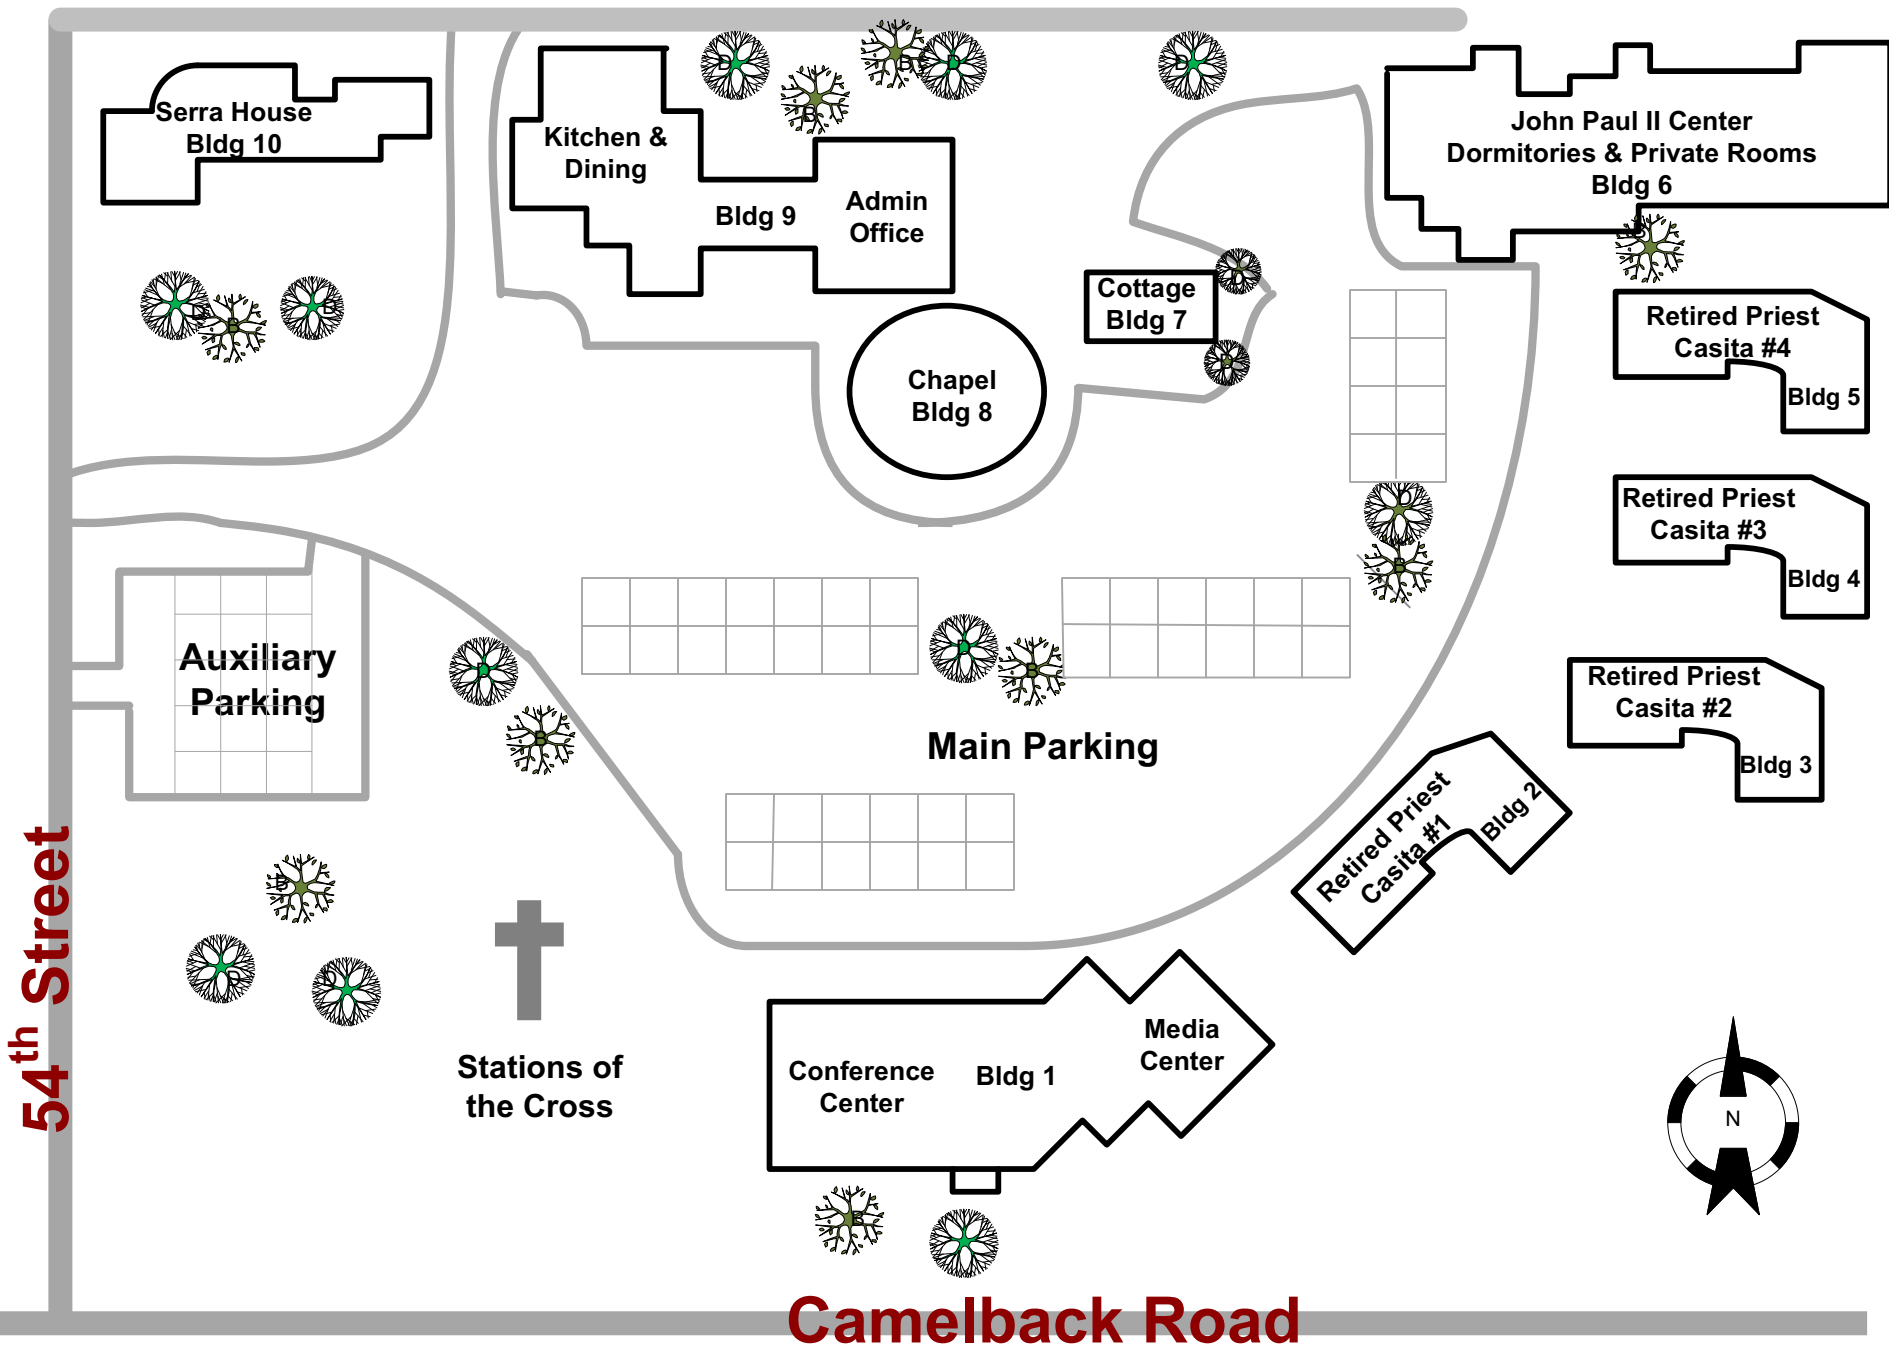 Serra House
Bldg 10
Kitchen &
Dining
Bldg 9
Admin
Office
John Paul II Center
Dormitories & Private Rooms
Bldg 6
Cottage
Bldg 7
Chapel
Bldg 8
Retired Priest
Casita #4
Bldg 5
Retired Priest
Casita #3
Bldg 4
Retired Priest
Casita #2
Bldg 3
Retired Priest
Casita #1
Bldg 2
Auxiliary
Parking
Main Parking
54th Street
Stations of
the Cross
Conference
Center
Bldg 1
Media
Center
N
Camelback Road